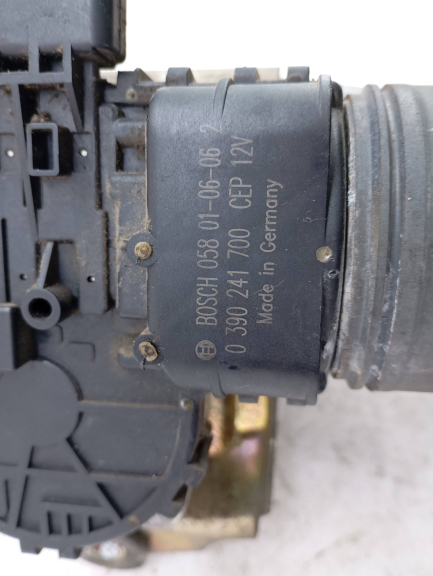 BOSCH 058 01-06-06 2
0 390 241 700 CEP 12V
Made in Germany